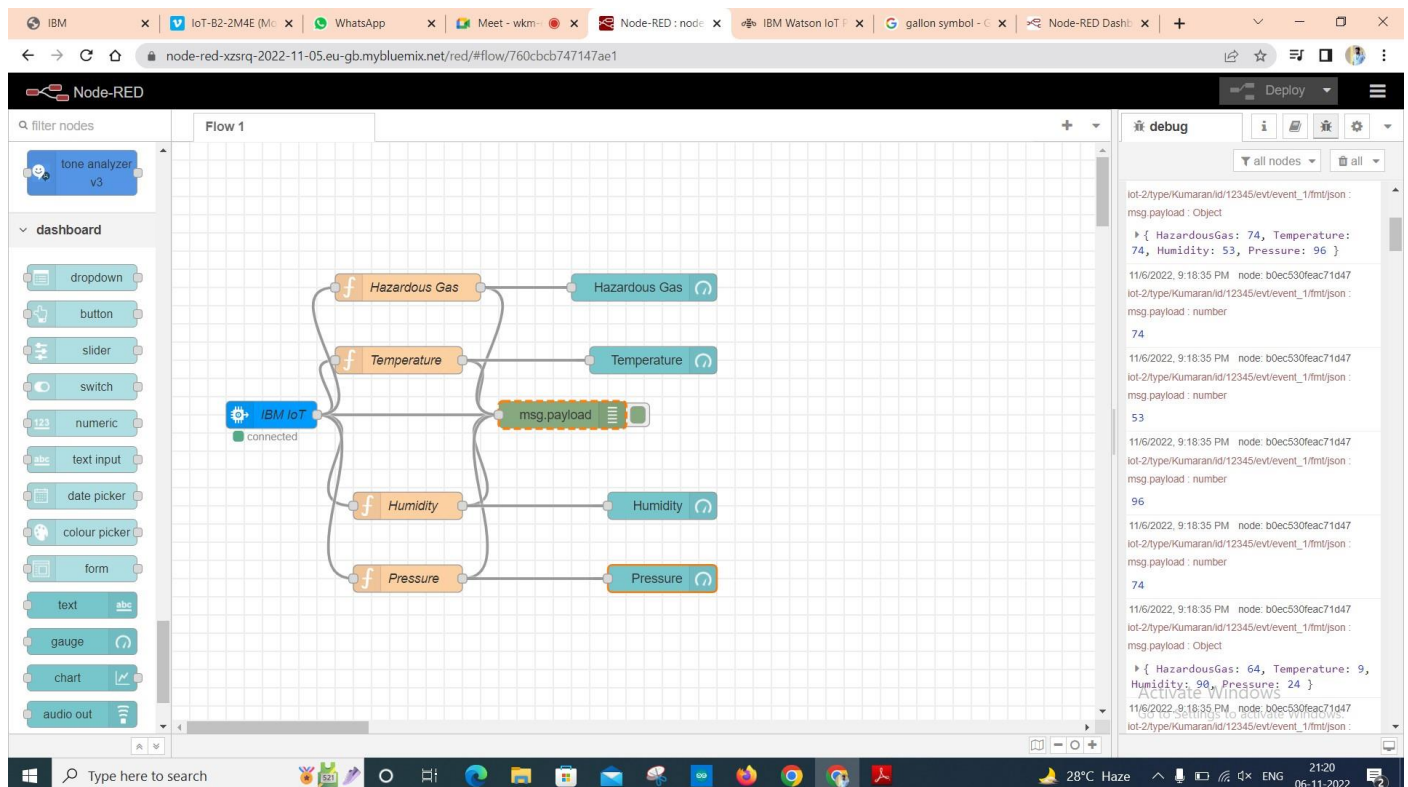 IBM
IoT-B2-2M4E (Mo
WhatsApp
Meet - wkm-
Node-RED : node
IBM Watson IoT P
gallon symbol - G
Node-RED Dashb
node-red-xzsrq-2022-11-05.eu-gb.mybluemix.net/red/#flow/760cbcb747147ae1
Node-RED
Deploy
filter nodes
Flow 1
debug
i
all nodes
all
tone analyzer
v3
dashboard
dropdown
button
slider
switch
123 numeric
abc text input
date picker
colour picker
form
text abc
gauge
chart
audio out
f Hazardous Gas
Hazardous Gas
f Temperature
Temperature
IBM IoT
connected
msg.payload
f Humidity
Humidity
f Pressure
Pressure
iot-2/type/Kumaran/id/12345/evt/event_1/fmt/json :
msg.payload : Object
{ HazardousGas: 74, Temperature:
74, Humidity: 53, Pressure: 96 }
11/6/2022, 9:18:35 PM node: b0ec530feac71d47
iot-2/type/Kumaran/id/12345/evt/event_1/fmt/json :
msg.payload : number
74
11/6/2022, 9:18:35 PM node: b0ec530feac71d47
iot-2/type/Kumaran/id/12345/evt/event_1/fmt/json :
msg.payload : number
53
11/6/2022, 9:18:35 PM node: b0ec530feac71d47
iot-2/type/Kumaran/id/12345/evt/event_1/fmt/json :
msg.payload : number
96
11/6/2022, 9:18:35 PM node: b0ec530feac71d47
iot-2/type/Kumaran/id/12345/evt/event_1/fmt/json :
msg.payload : number
74
11/6/2022, 9:18:35 PM node: b0ec530feac71d47
iot-2/type/Kumaran/id/12345/evt/event_1/fmt/json :
msg.payload : Object
{ HazardousGas: 64, Temperature: 9,
Humidity: 90, Pressure: 24 }
Activate Windows
11/6/2022, 9:18:35 PM node: b0ec530feac71d47
Go to Settings to activate Windows.
iot-2/type/Kumaran/id/12345/evt/event_1/fmt/json :
Type here to search
521
28°C Haze
ENG
21:20
06-11-2022
2